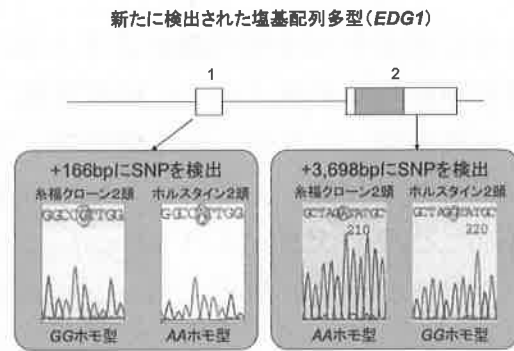 新たに検出された塩基配列多型(EDG1)
1
2
+166bpにSNPを検出
糸福クローン2頭 ホルスタイン2頭
GGCCGTTGG
GGCCATTGG
GGホモ型
AAホモ型
+3,698bpにSNPを検出
糸福クローン2頭 ホルスタイン2頭
GCTAGATATGC
210
GCTAGGTATGC
220
AAホモ型
GGホモ型